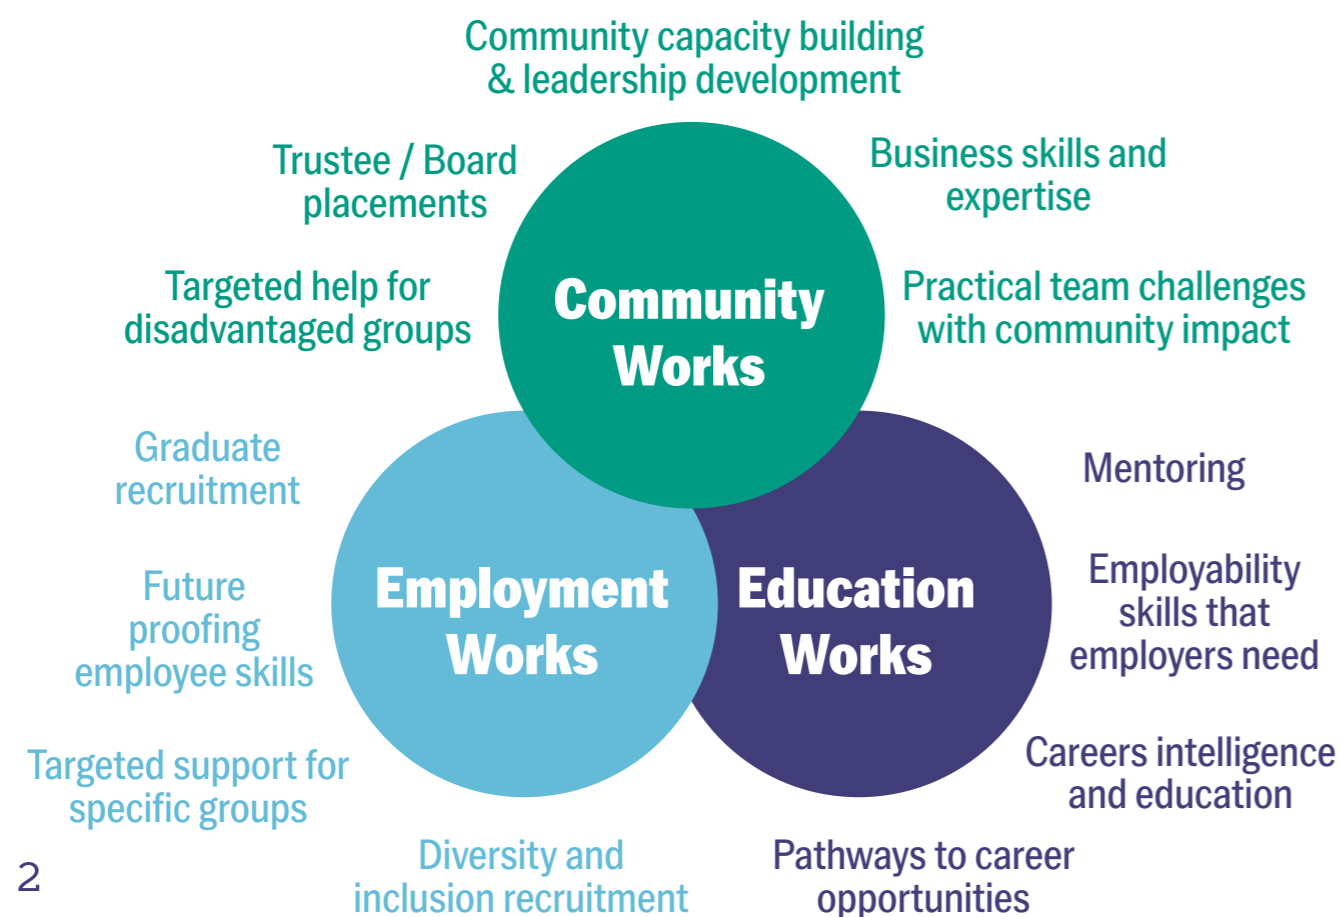 Community capacity building
& leadership development
Trustee / Board
placements
Business skills and
expertise
Targeted help for
disadvantaged groups
Community
Works
Practical team challenges
with community impact
Graduate
recruitment
Mentoring
Future
proofing
employee skills
Employment
Works
Education
Works
Employability
skills that
employers need
Targeted support for
specific groups
Careers intelligence
and education
Diversity and
inclusion recruitment
Pathways to career
opportunities
2